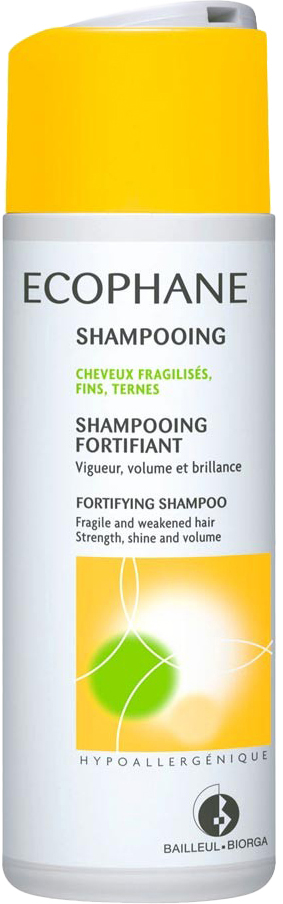 ECOPHANE
SHAMPOOING
CHEVEUX FRAGILISÉS,
FINS, TERNES
SHAMPOOING
FORTIFIANT
Vigueur, volume et brillance
FORTIFYING SHAMPOO
Fragile and weakened hair
Strength, shine and volume
HYPOALLERGÉNIQUE
BAILLEUL·BIORGA